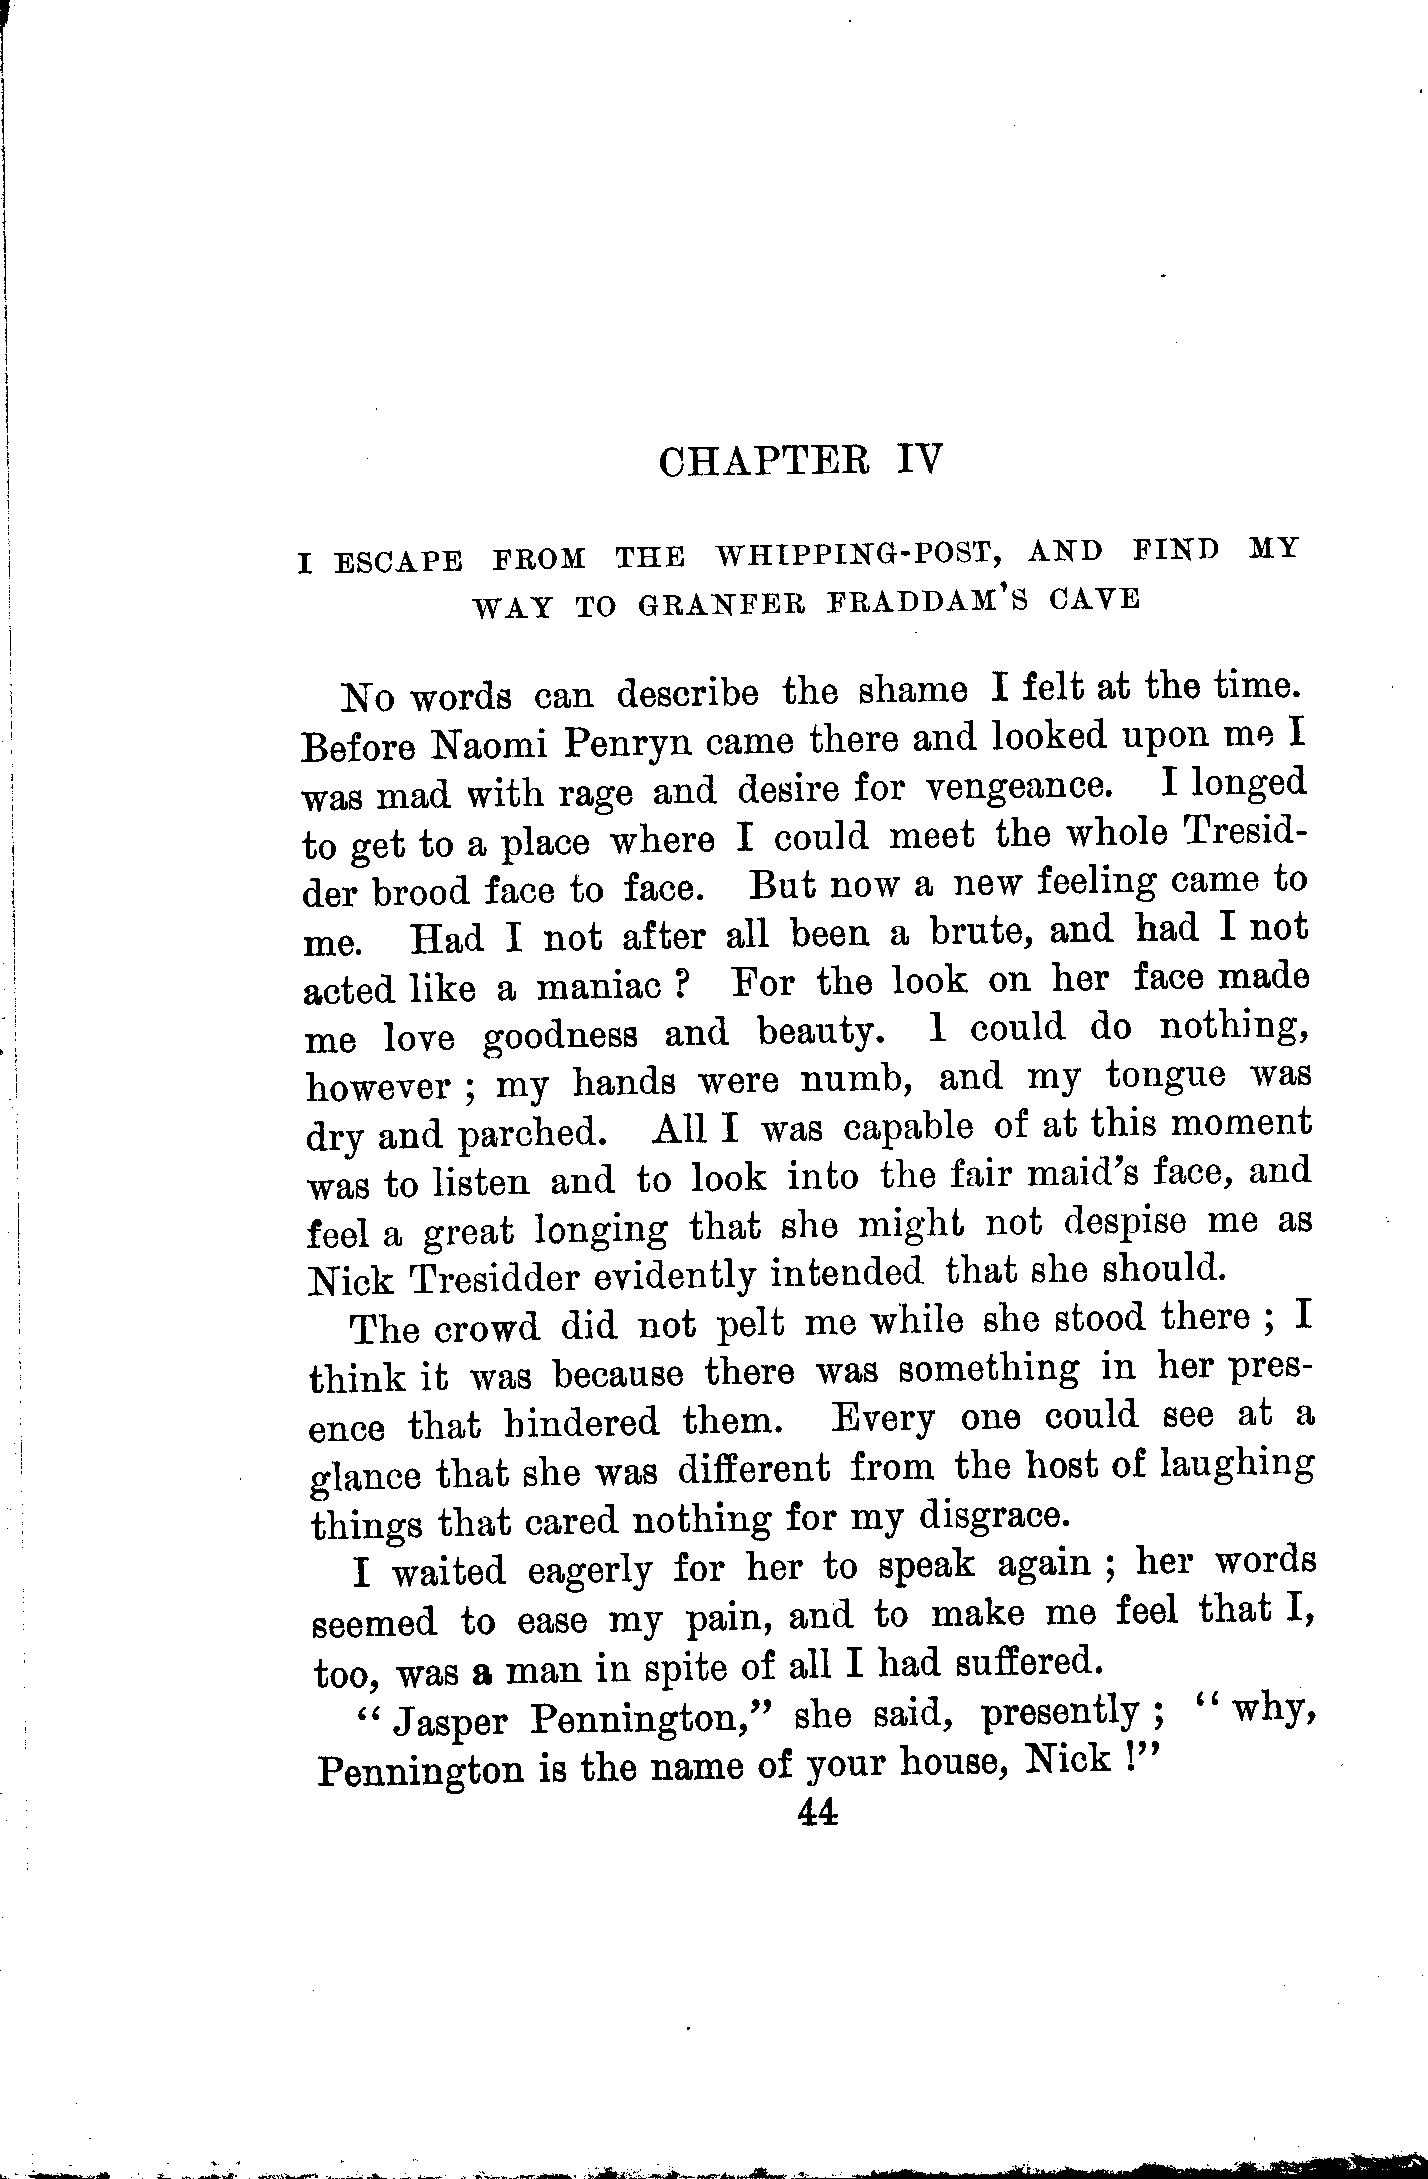 CHAPTER IV
I ESCAPE FROM THE WHIPPING-POST, AND FIND MY
WAY TO GRANFER FRADDAM'S CAVE
No words can describe the shame I felt at the time.
Before Naomi Penryn came there and looked upon me I
was mad with rage and desire for vengeance. I longed
to get to a place where I could meet the whole Tresid-
der brood face to face. But now a new feeling came to
me. Had I not after all been a brute, and had I not
acted like a maniac ? For the look on her face made
me love goodness and beauty. I could do nothing,
however ; my hands were numb, and my tongue was
dry and parched. All I was capable of at this moment
was to listen and to look into the fair maid's face, and
feel a great longing that she might not despise me as
Nick Tresidder evidently intended that she should.
The crowd did not pelt me while she stood there ; I
think it was because there was something in her pres-
ence that hindered them. Every one could see at a
glance that she was different from the host of laughing
things that cared nothing for my disgrace.
I waited eagerly for her to speak again ; her words
seemed to ease my pain, and to make me feel that I,
too, was a man in spite of all I had suffered.
" Jasper Pennington," she said, presently ; " why,
Pennington is the name of your house, Nick !"
44